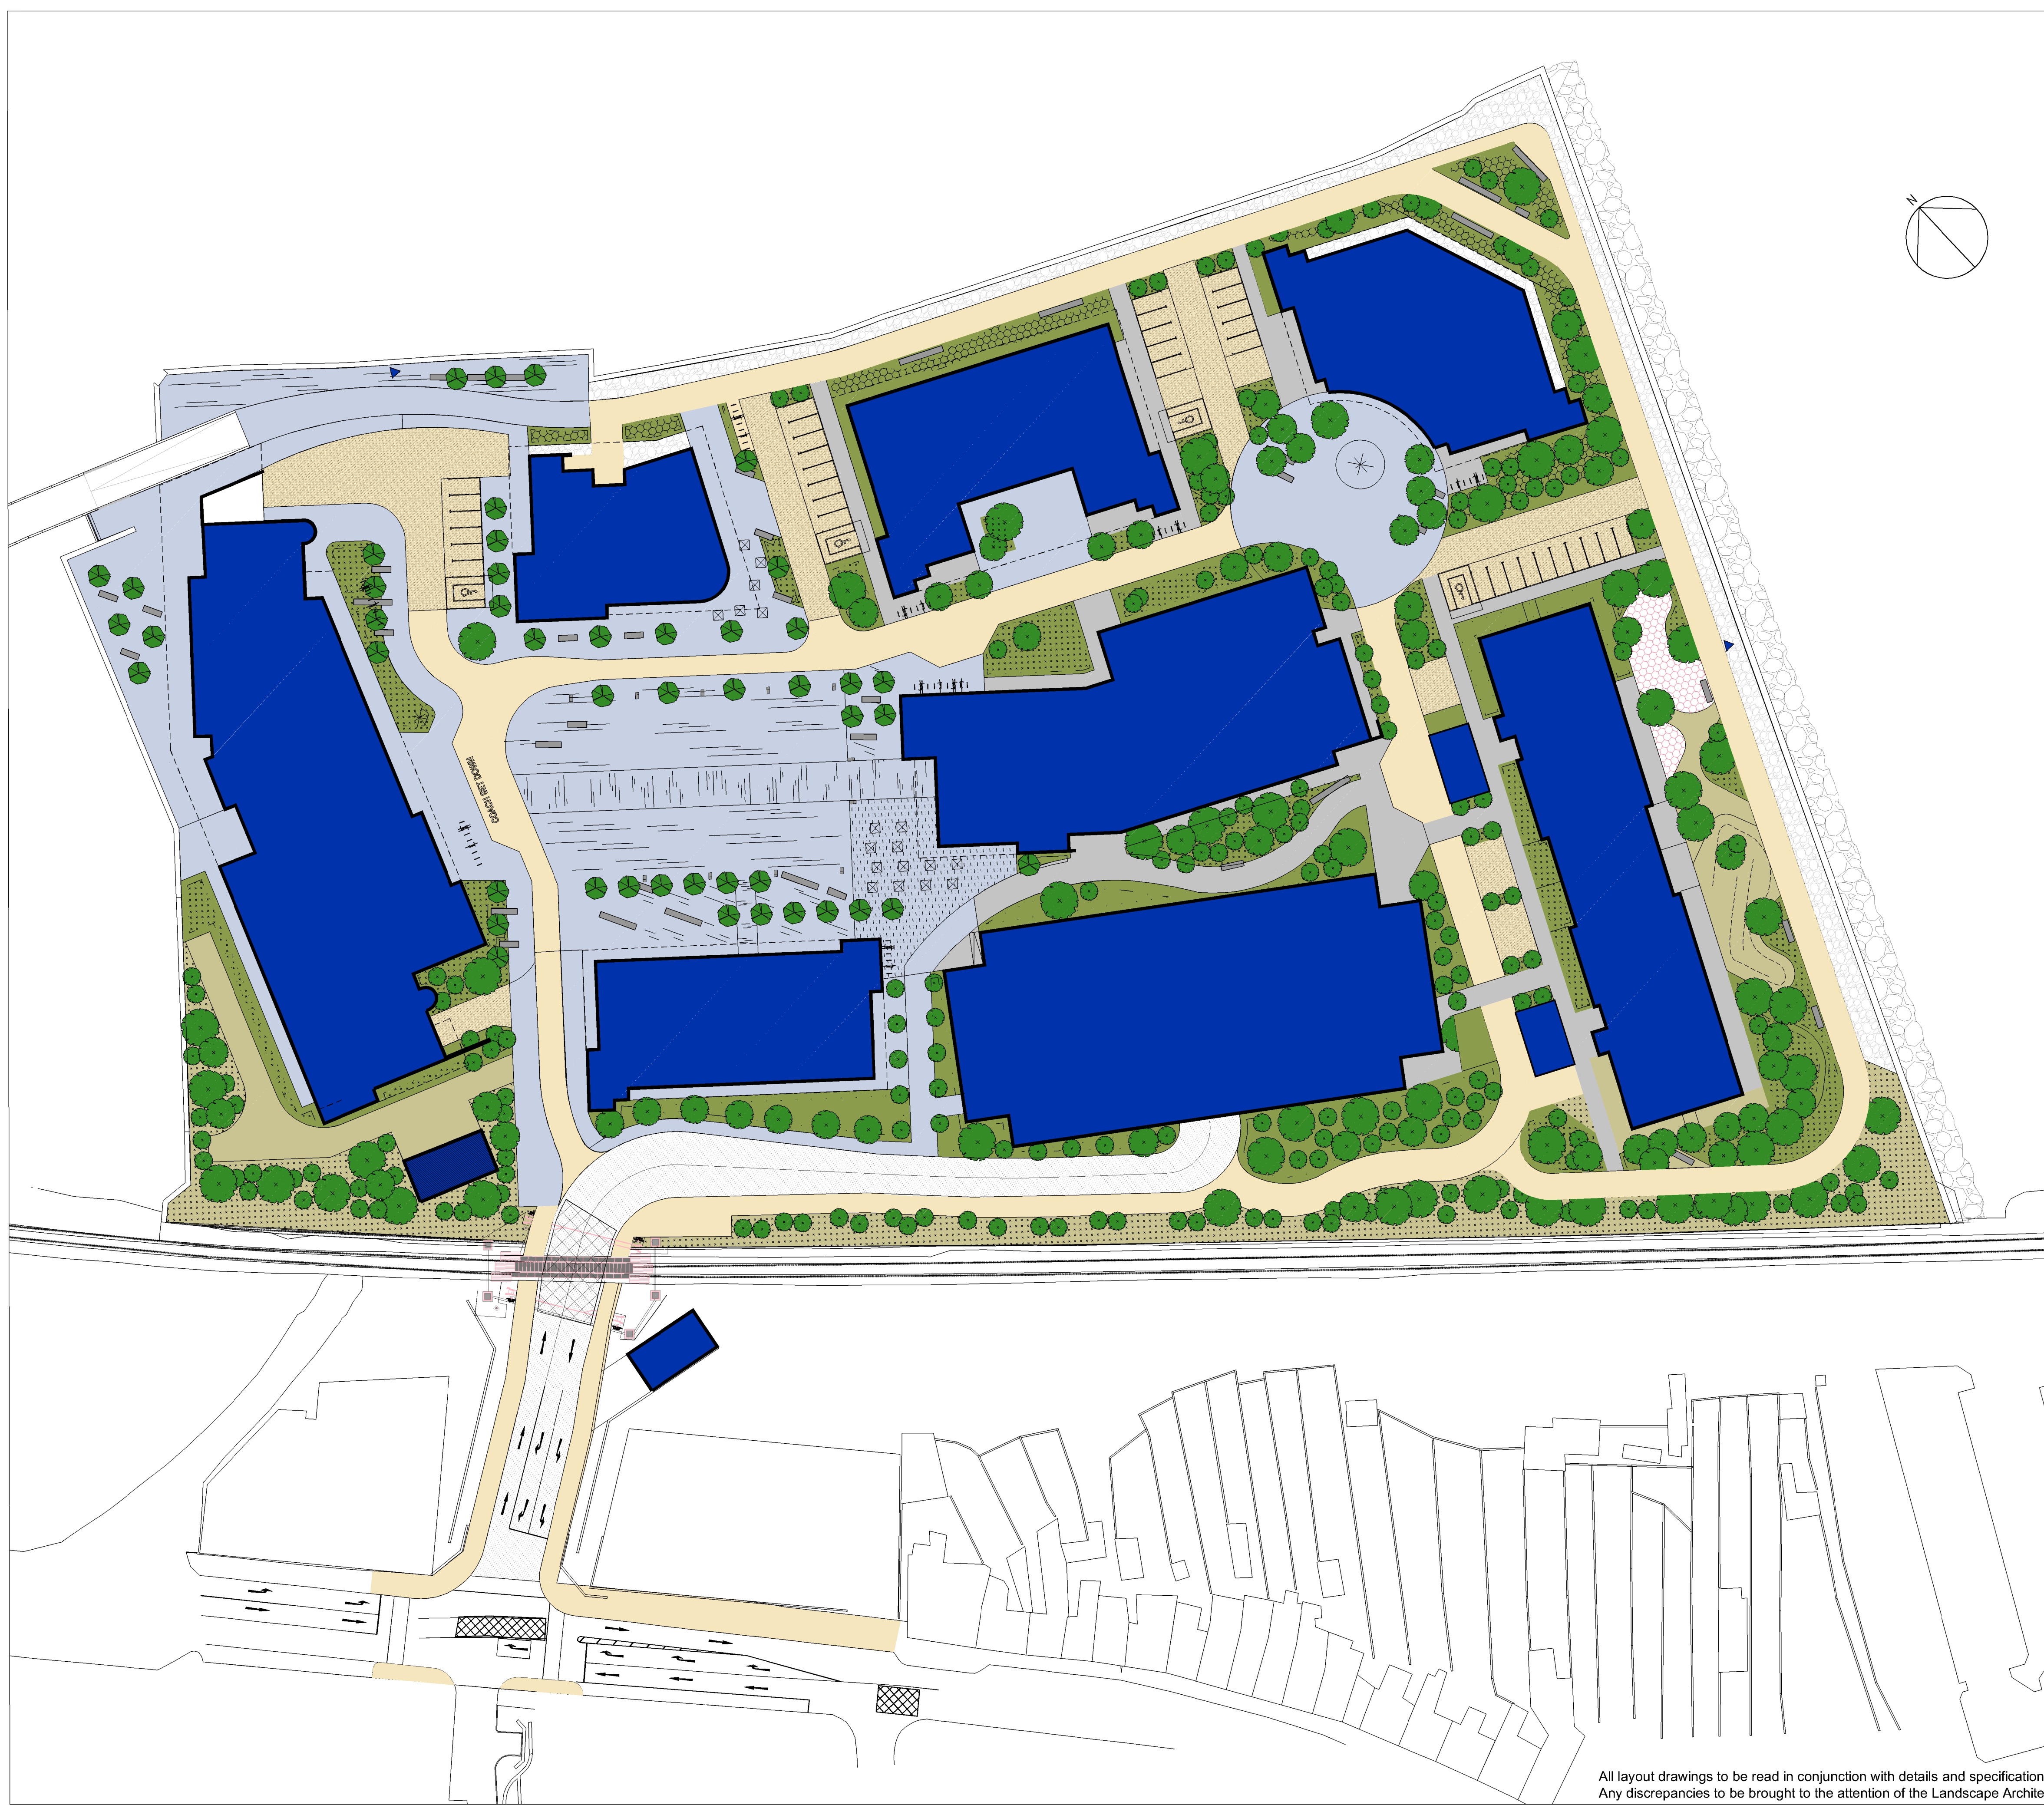 N
COACH SET DOWN
All layout drawings to be read in conjunction with details and specification
Any discrepancies to be brought to the attention of the Landscape Archite